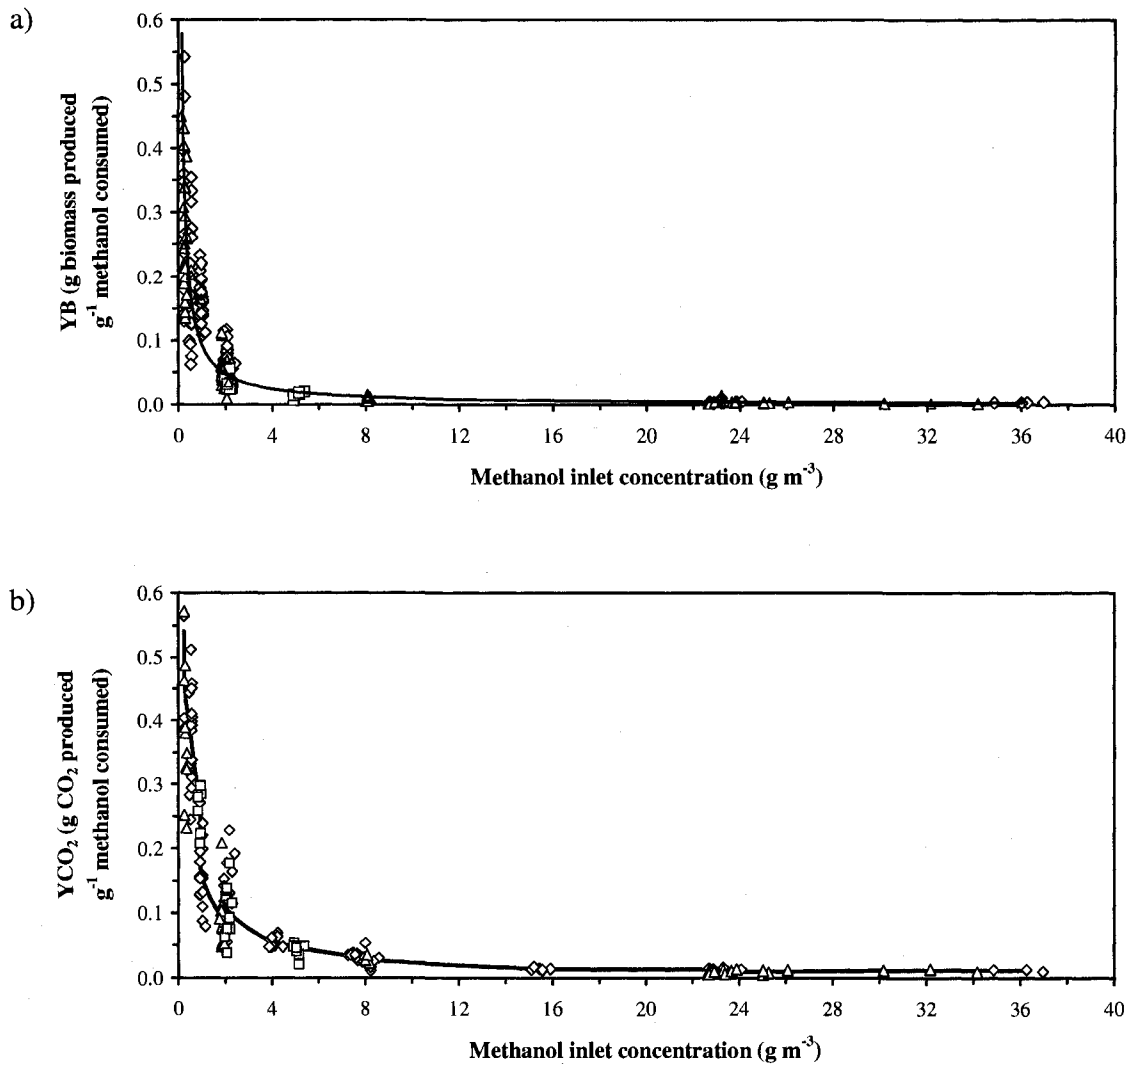 a)
0.6
0.5
0.4
0.3
0.2
0.1
0.0
YB (g biomass produced
g⁻¹ methanol consumed)
0 4 8 12 16 20 24 28 32 36 40
Methanol inlet concentration (g m⁻³)
b)
0.6
0.5
0.4
0.3
0.2
0.1
0.0
YCO₂ (g CO₂ produced
g⁻¹ methanol consumed)
0 4 8 12 16 20 24 28 32 36 40
Methanol inlet concentration (g m⁻³)